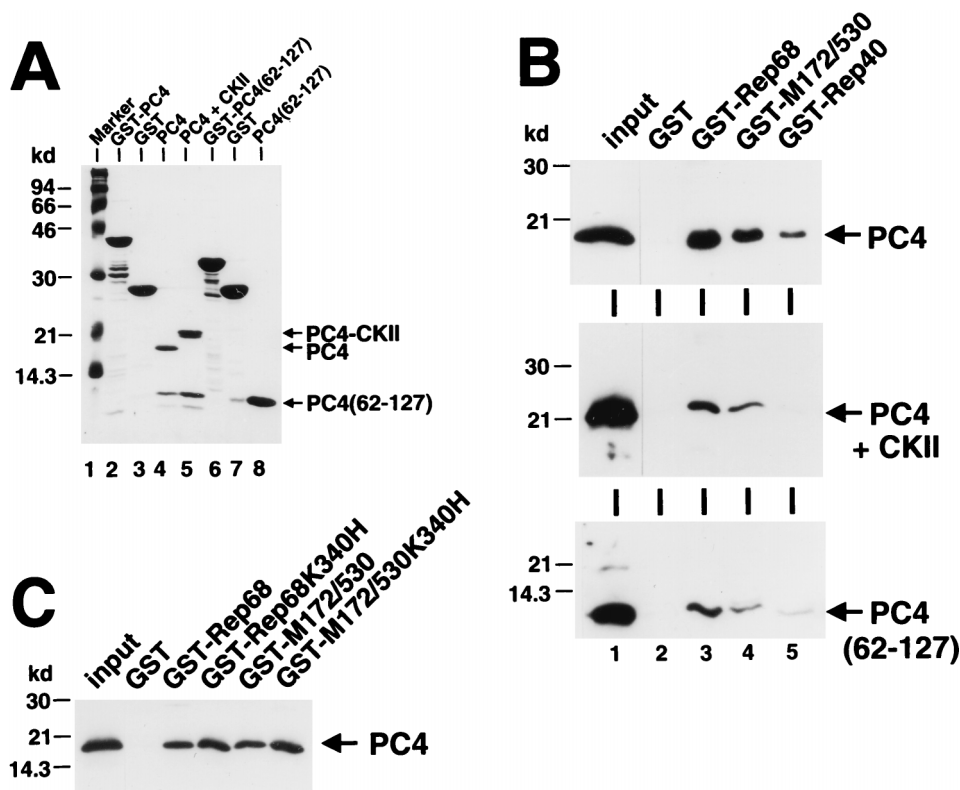 A
Marker
GST-PC4
GST
PC4
PC4 + CKII
GST-PC4(62-127)
GST
PC4(62-127)
kd
94
66
46
30
21
14.3
PC4-CKII
PC4
PC4(62-127)
1 2 3 4 5 6 7 8
B
input
GST
GST-Rep68
GST-M172/530
GST-Rep40
kd
30
21
PC4
30
21
PC4
+ CKII
21
14.3
PC4
(62-127)
1 2 3 4 5
C
input
GST
GST-Rep68
GST-Rep68K340H
GST-M172/530
GST-M172/530K340H
kd
30
21
14.3
PC4